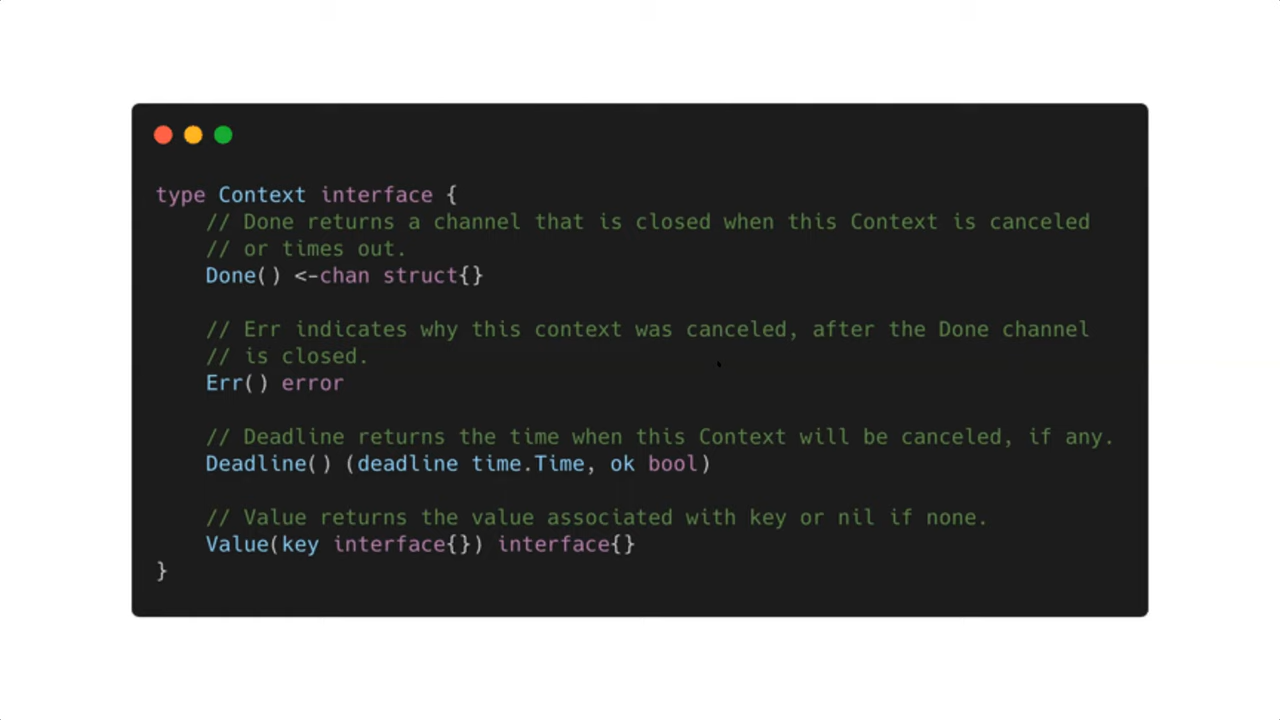 type Context interface {
    // Done returns a channel that is closed when this Context is canceled
    // or times out.
    Done() <-chan struct{}
    // Err indicates why this context was canceled, after the Done channel
    // is closed.
    Err() error
    // Deadline returns the time when this Context will be canceled, if any.
    Deadline() (deadline time.Time, ok bool)
    // Value returns the value associated with key or nil if none.
    Value(key interface{}) interface{}
}